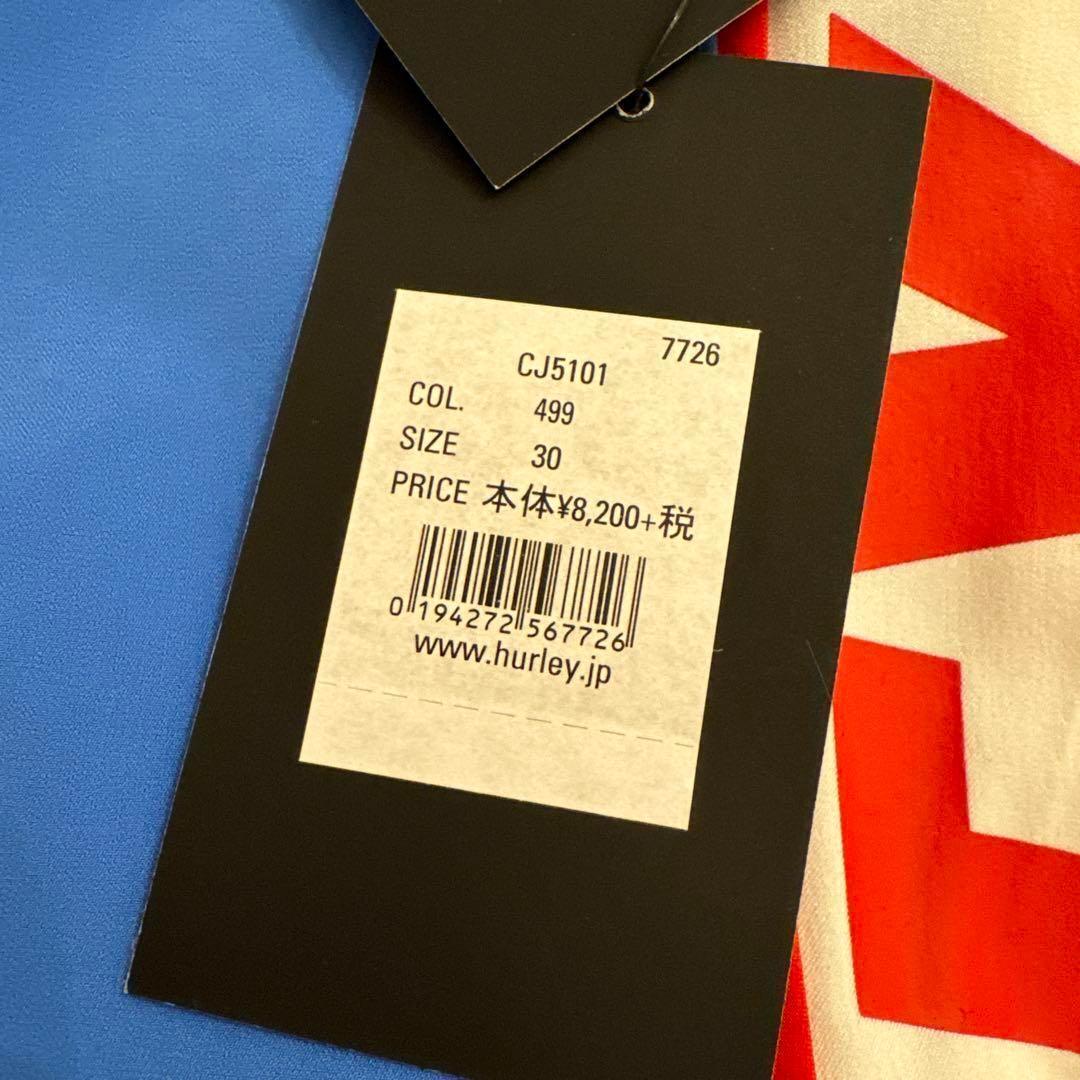 7726
CJ5101
COL. 499
SIZE 30
PRICE 本体¥8,200+税
0 194272 567726
www.hurley.jp